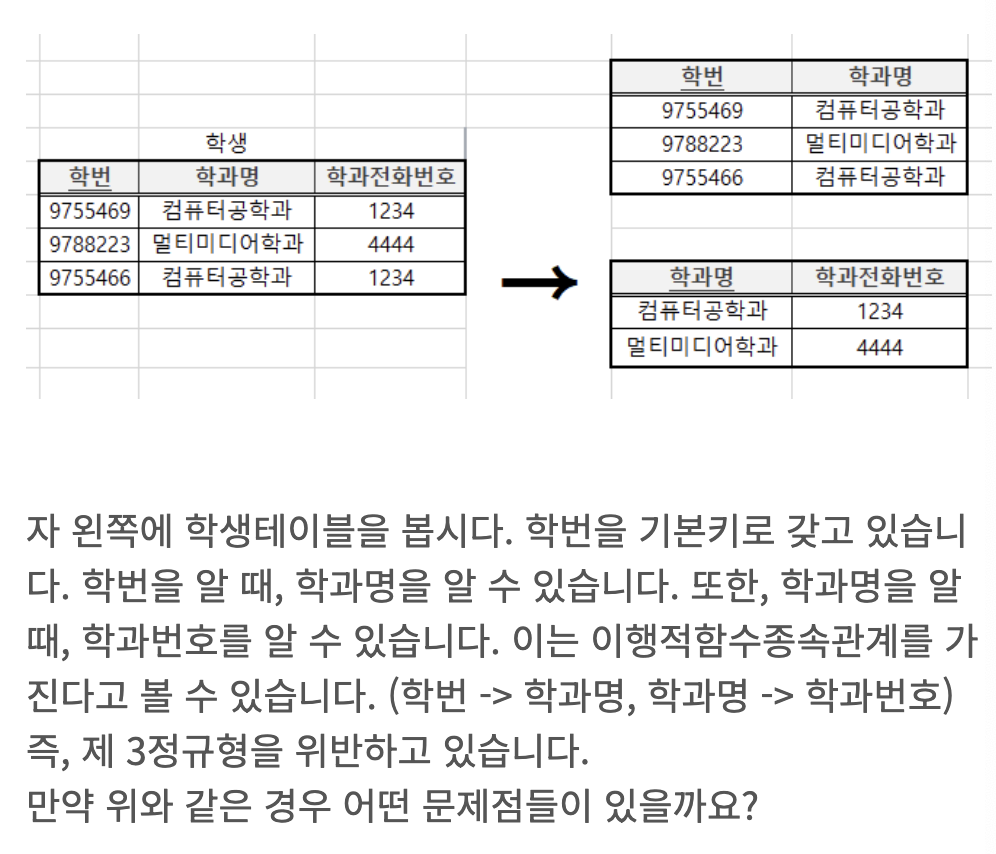 학생
학번 학과명 학과전화번호
9755469 컴퓨터공학과 1234
9788223 멀티미디어학과 4444
9755466 컴퓨터공학과 1234
학번 학과명
9755469 컴퓨터공학과
9788223 멀티미디어학과
9755466 컴퓨터공학과
학과명 학과전화번호
컴퓨터공학과 1234
멀티미디어학과 4444
자 왼쪽에 학생테이블을 봅시다. 학번을 기본키로 갖고 있습니
다. 학번을 알 때, 학과명을 알 수 있습니다. 또한, 학과명을 알
때, 학과번호를 알 수 있습니다. 이는 이행적함수종속관계를 가
진다고 볼 수 있습니다. (학번 -> 학과명, 학과명 -> 학과번호)
즉, 제 3정규형을 위반하고 있습니다.
만약 위와 같은 경우 어떤 문제점들이 있을까요?